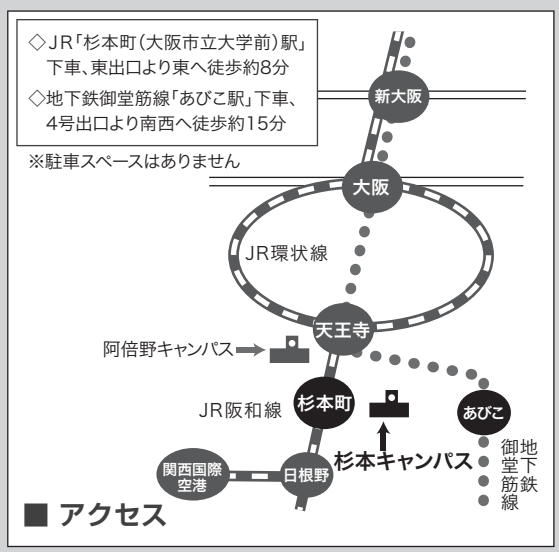 ◇JR「杉本町（大阪市立大学前）駅」
下車、東出口より東へ徒歩約8分
◇地下鉄御堂筋線「あびこ駅」下車、
4号出口より南西へ徒歩約15分
※駐車スペースはありません
新大阪
大阪
JR環状線
天王寺
阿倍野キャンパス
JR阪和線
杉本町
あびこ
杉本キャンパス
地下鉄
御堂筋線
関西国際
空港
日根野
■ アクセス